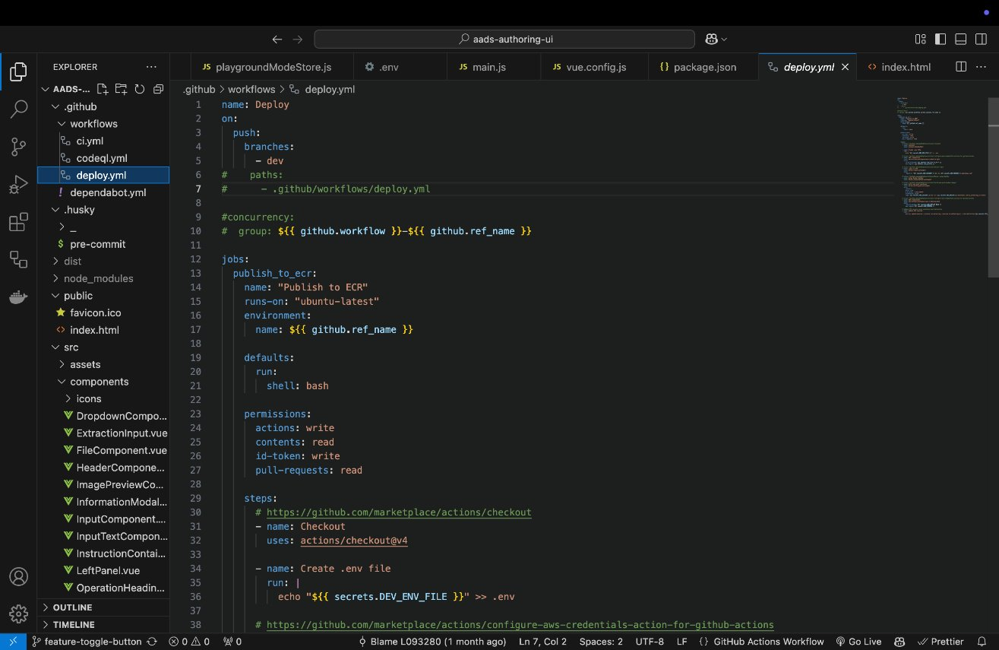 aads-authoring-ui
EXPLORER
AADS-...
.github
workflows
ci.yml
codeql.yml
deploy.yml
dependabot.yml
.husky
_
pre-commit
dist
node_modules
public
favicon.ico
index.html
src
assets
components
icons
DropdownCompo...
ExtractionInput.vue
FileComponent.vue
HeaderCompone...
ImagePreviewCo...
InformationModal...
InputComponent....
InputTextCompon...
InstructionContai...
LeftPanel.vue
OperationHeadin...
OUTLINE
TIMELINE
JS playgroundModeStore.js
.env
JS main.js
JS vue.config.js
{} package.json
deploy.yml
<> index.html
.github > workflows > deploy.yml
1 name: Deploy
2 on:
3 push:
4 branches:
5 - dev
6 # paths:
7 # - .github/workflows/deploy.yml
8
9 #concurrency:
10 # group: ${{ github.workflow }}-${{ github.ref_name }}
11
12 jobs:
13 publish_to_ecr:
14 name: "Publish to ECR"
15 runs-on: "ubuntu-latest"
16 environment:
17 name: ${{ github.ref_name }}
18
19 defaults:
20 run:
21 shell: bash
22
23 permissions:
24 actions: write
25 contents: read
26 id-token: write
27 pull-requests: read
28
29 steps:
30 # https://github.com/marketplace/actions/checkout
31 - name: Checkout
32 uses: actions/checkout@v4
33
34 - name: Create .env file
35 run: |
36 echo "${{ secrets.DEV_ENV_FILE }}" >> .env
37
38 # https://github.com/marketplace/actions/configure-aws-credentials-action-for-github-actions
feature-toggle-button
0 0
0
Blame L093280 (1 month ago)
Ln 7, Col 2
Spaces: 2
UTF-8
LF
{} GitHub Actions Workflow
Go Live
Prettier